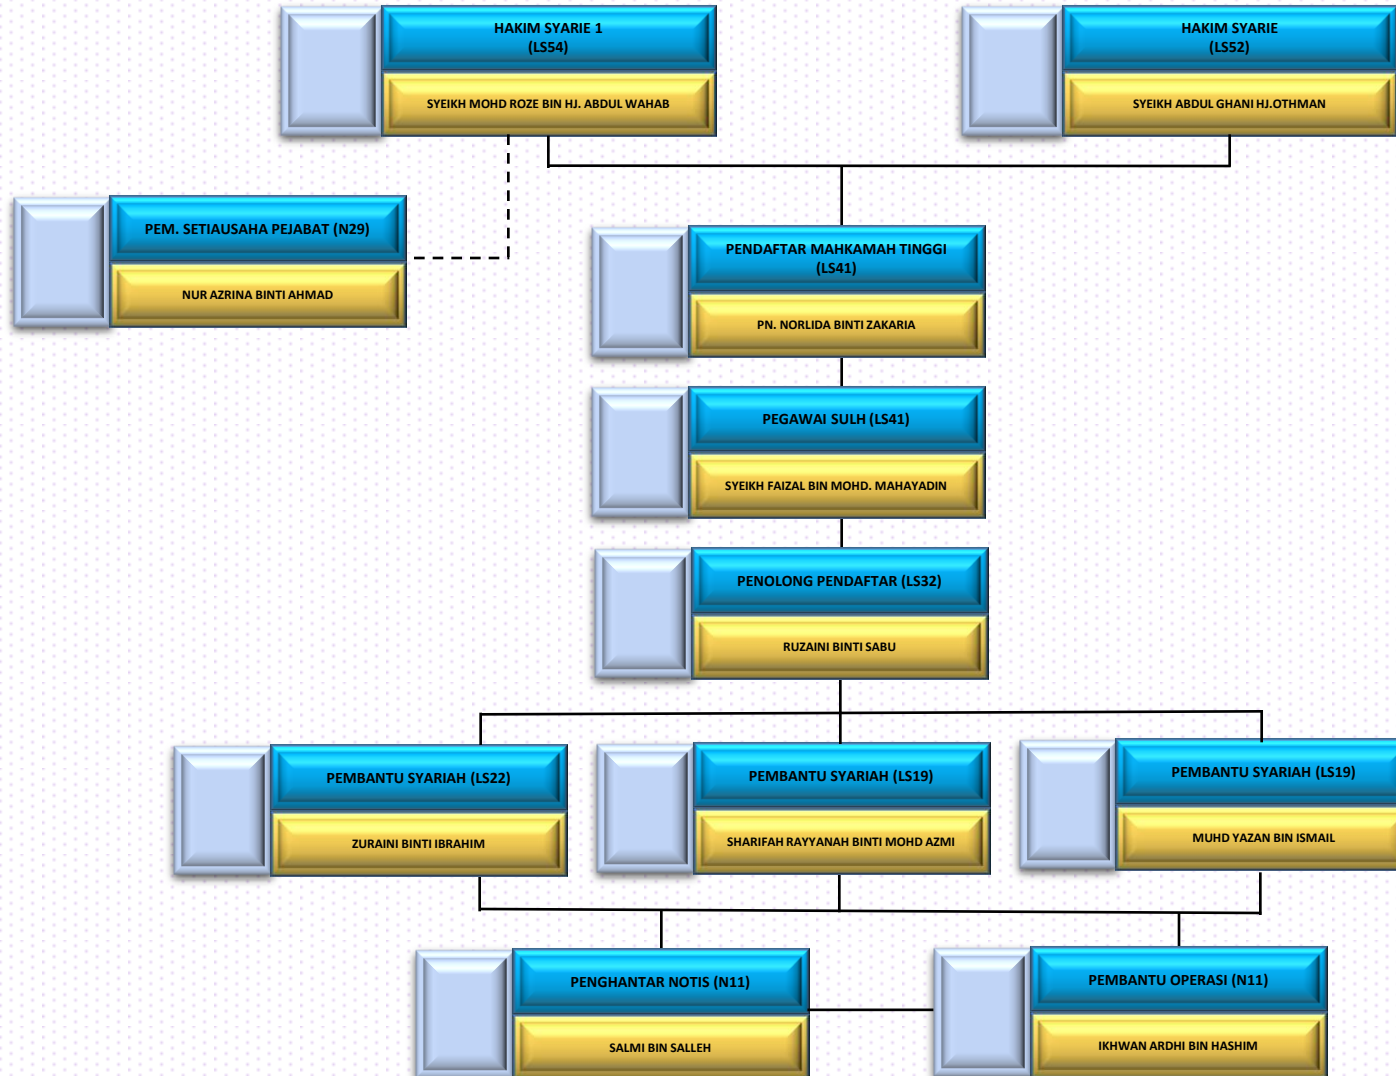 HAKIM SYARIE 1
(LS54)
SYEIKH MOHD ROZE BIN HJ. ABDUL WAHAB
HAKIM SYARIE
(LS52)
SYEIKH ABDUL GHANI HJ.OTHMAN
PEM. SETIAUSAHA PEJABAT (N29)
NUR AZRINA BINTI AHMAD
PENDAFTAR MAHKAMAH TINGGI
(LS41)
PN. NORLIDA BINTI ZAKARIA
PEGAWAI SULH (LS41)
SYEIKH FAIZAL BIN MOHD. MAHAYADIN
PENOLONG PENDAFTAR (LS32)
RUZAINI BINTI SABU
PEMBANTU SYARIAH (LS22)
ZURAINI BINTI IBRAHIM
PEMBANTU SYARIAH (LS19)
SHARIFAH RAYYANAH BINTI MOHD AZMI
PEMBANTU SYARIAH (LS19)
MUHD YAZAN BIN ISMAIL
PENGHANTAR NOTIS (N11)
SALMI BIN SALLEH
PEMBANTU OPERASI (N11)
IKHWAN ARDHI BIN HASHIM